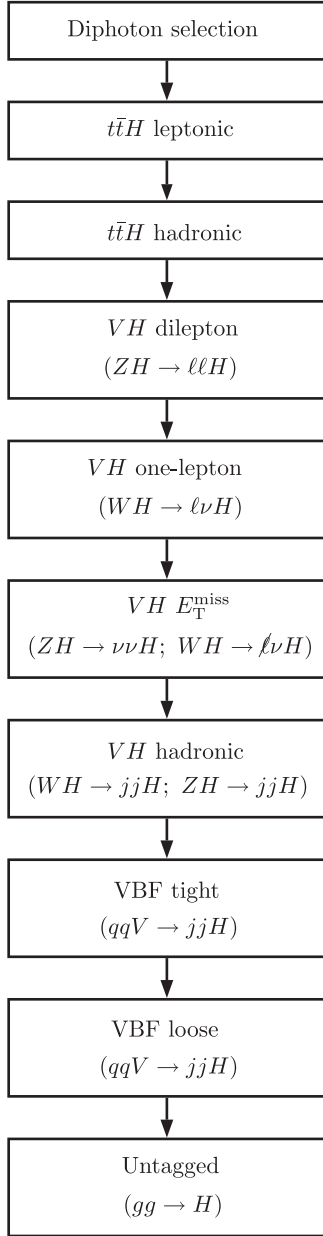 Diphoton selection
tt̄H leptonic
tt̄H hadronic
VH dilepton
(ZH → ℓℓH)
VH one-lepton
(WH → ℓνH)
VH E_T^miss
(ZH → ννH; WH → ℓ̸νH)
VH hadronic
(WH → jjH; ZH → jjH)
VBF tight
(qqV → jjH)
VBF loose
(qqV → jjH)
Untagged
(gg → H)